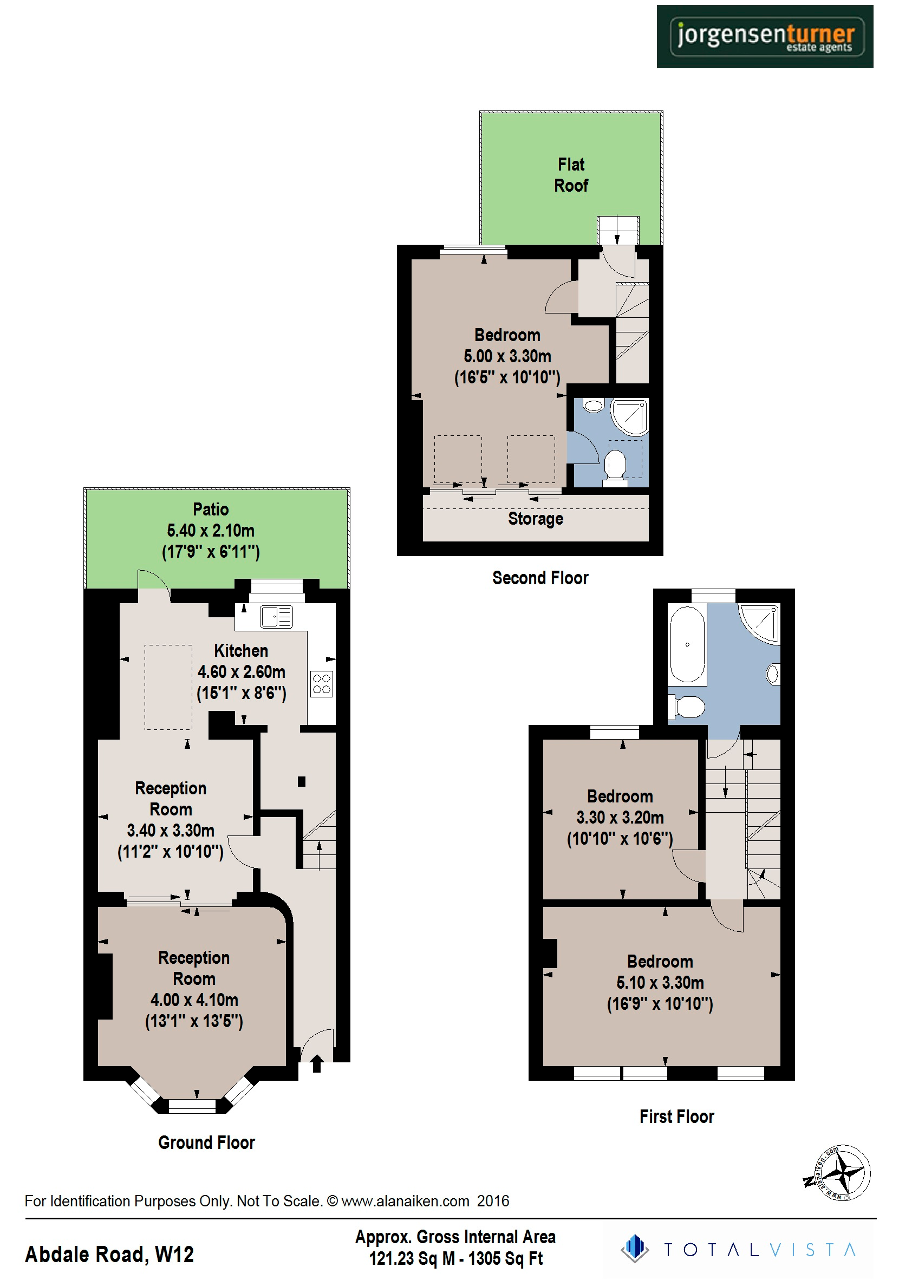 jorgensenturner
estate agents
Flat
Roof
Bedroom
5.00 x 3.30m
(16'5" x 10'10")
Storage
Second Floor
Patio
5.40 x 2.10m
(17'9" x 6'11")
Kitchen
4.60 x 2.60m
(15'1" x 8'6")
Reception
Room
3.40 x 3.30m
(11'2" x 10'10")
Reception
Room
4.00 x 4.10m
(13'1" x 13'5")
Ground Floor
Bedroom
3.30 x 3.20m
(10'10" x 10'6")
Bedroom
5.10 x 3.30m
(16'9" x 10'10")
First Floor
N
For Identification Purposes Only. Not To Scale. © www.alanaiken.com 2016
Abdale Road, W12
Approx. Gross Internal Area
121.23 Sq M - 1305 Sq Ft
TOTALVISTA